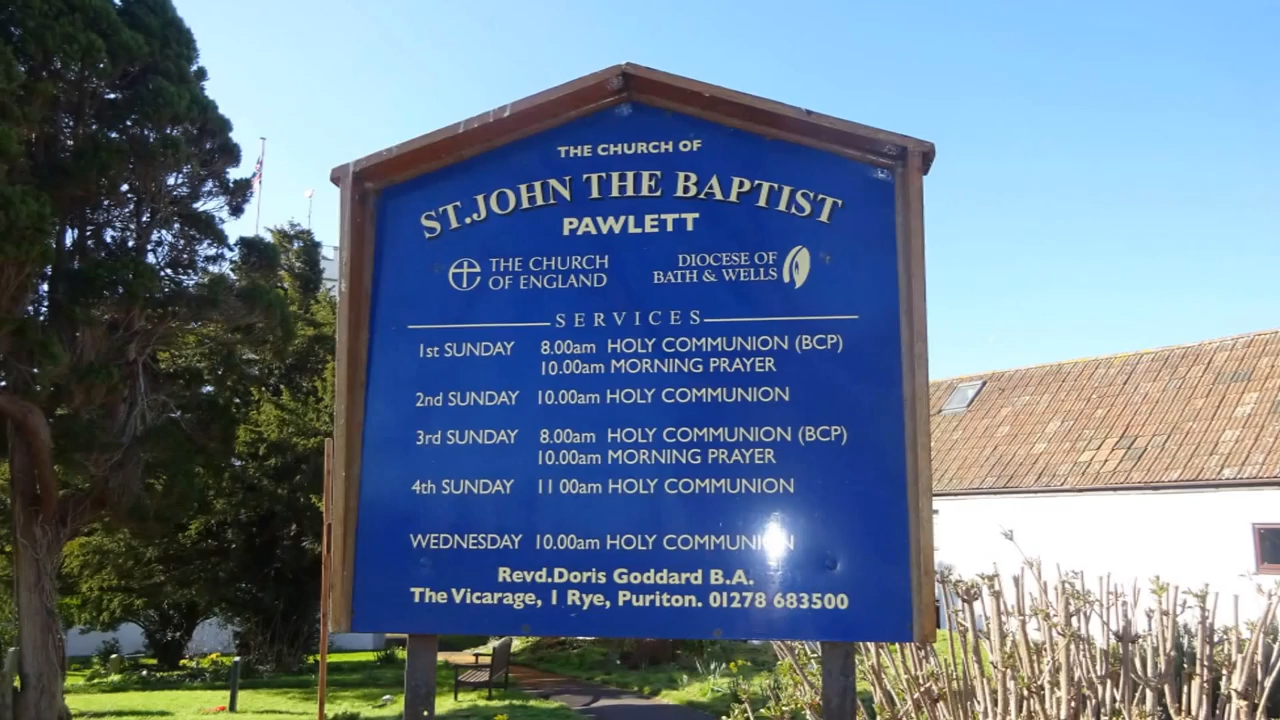 THE CHURCH OF
ST.JOHN THE BAPTIST
PAWLETT
THE CHURCH OF ENGLAND
DIOCESE OF BATH & WELLS
SERVICES
1st SUNDAY 8.00am HOLY COMMUNION (BCP)
10.00am MORNING PRAYER
2nd SUNDAY 10.00am HOLY COMMUNION
3rd SUNDAY 8.00am HOLY COMMUNION (BCP)
10.00am MORNING PRAYER
4th SUNDAY 11 00am HOLY COMMUNION
WEDNESDAY 10.00am HOLY COMMUNION
Revd.Doris Goddard B.A.
The Vicarage, 1 Rye, Puriton. 01278 683500